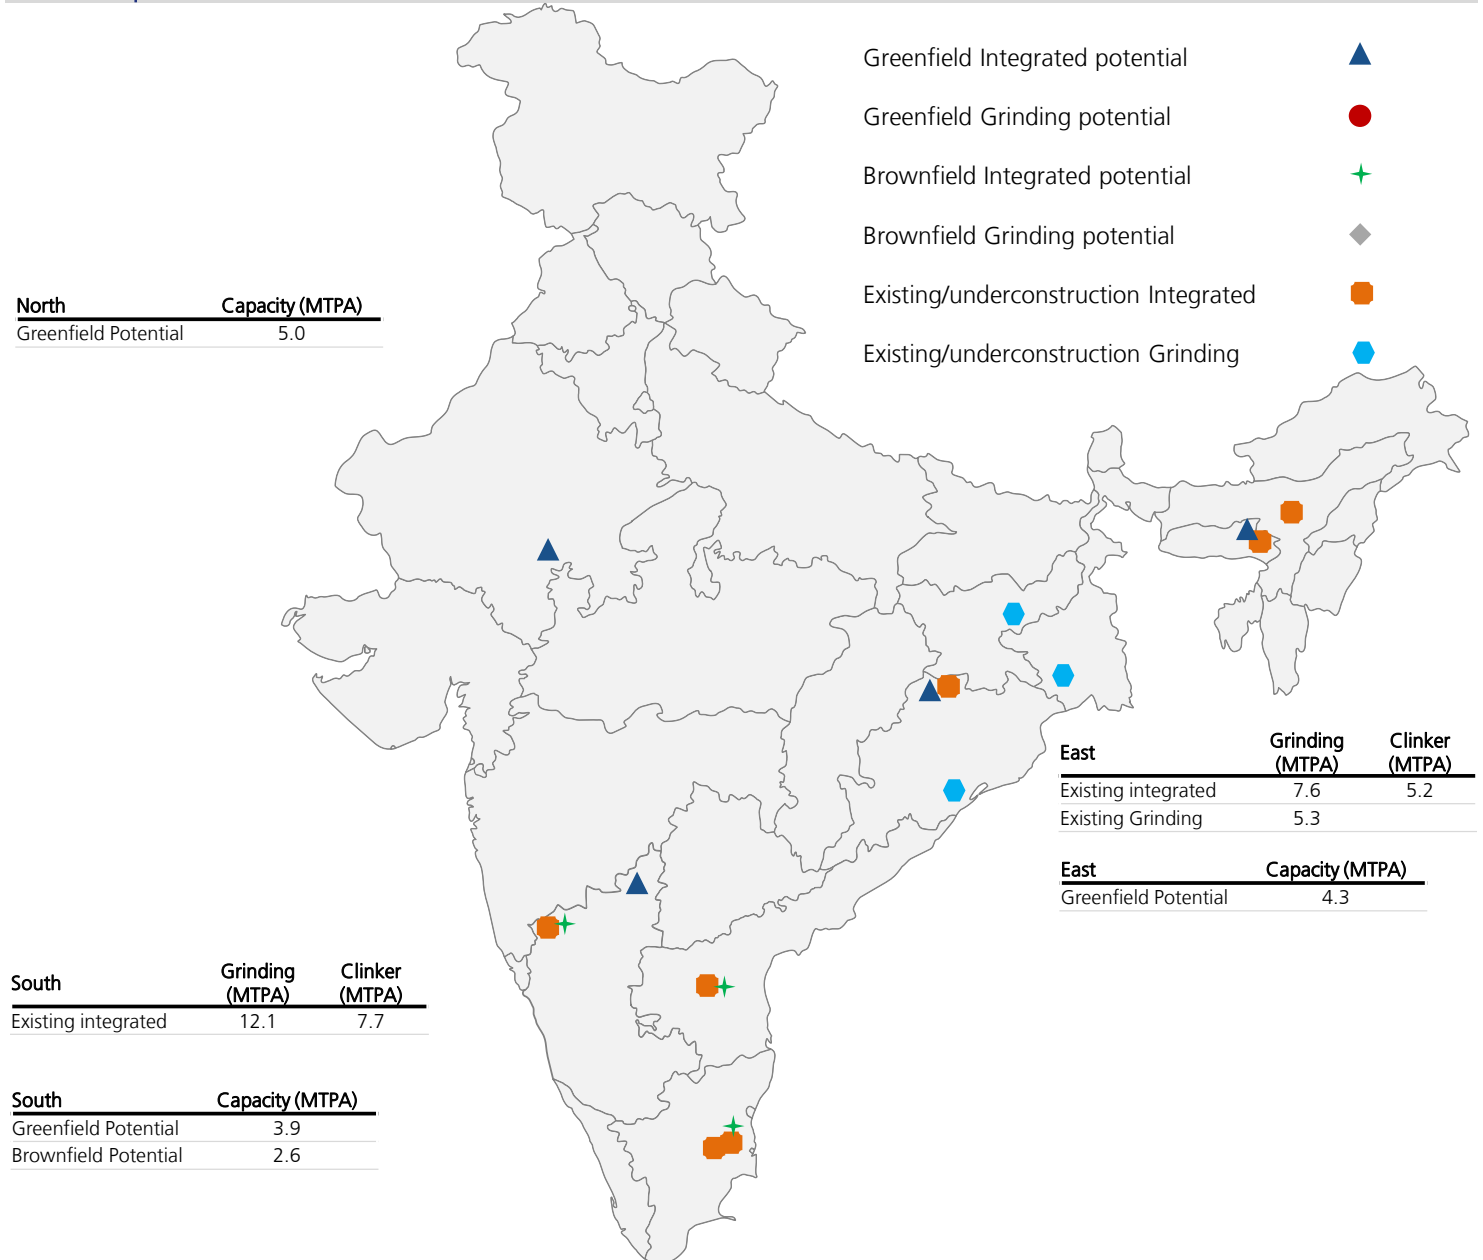 Greenfield Integrated potential
Greenfield Grinding potential
Brownfield Integrated potential
Brownfield Grinding potential
Existing/underconstruction Integrated
Existing/underconstruction Grinding
North Capacity (MTPA)
Greenfield Potential 5.0
East Grinding (MTPA) Clinker (MTPA)
Existing integrated 7.6 5.2
Existing Grinding 5.3
East Capacity (MTPA)
Greenfield Potential 4.3
South Grinding (MTPA) Clinker (MTPA)
Existing integrated 12.1 7.7
South Capacity (MTPA)
Greenfield Potential 3.9
Brownfield Potential 2.6